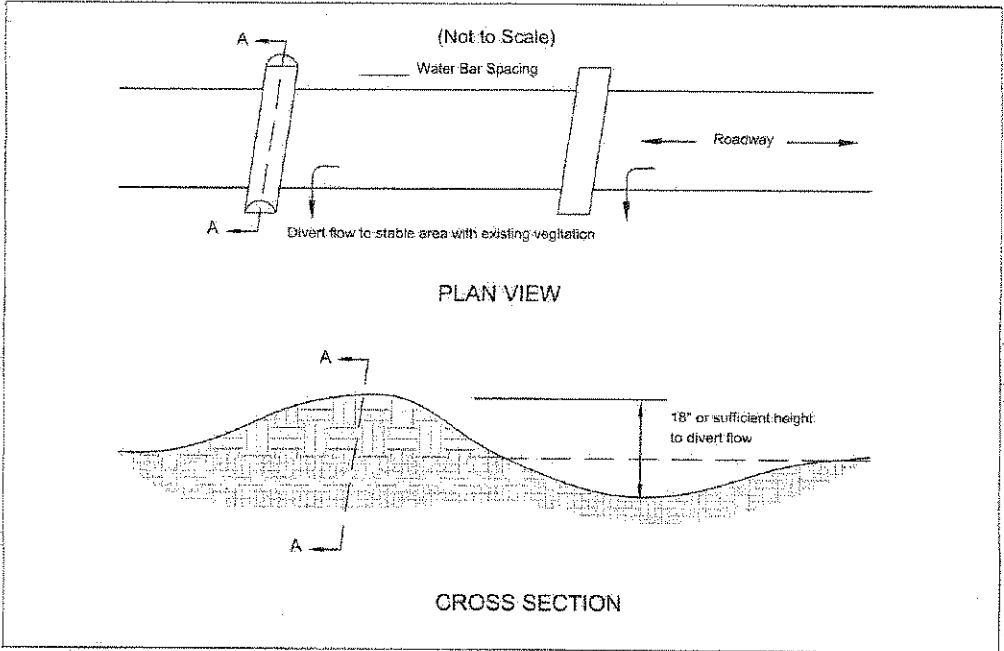 (Not to Scale)
A
Water Bar Spacing
Roadway
A
Divert flow to stable area with existing vegitation
PLAN VIEW
A
18" or sufficient height
to divert flow
A
CROSS SECTION